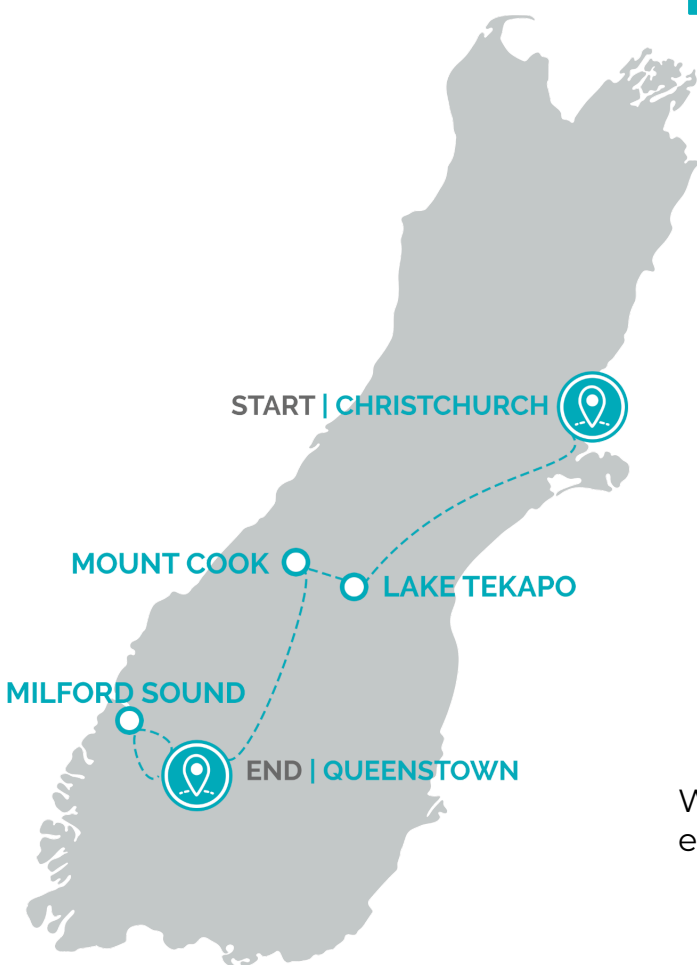 START | CHRISTCHURCH
MOUNT COOK
LAKE TEKAPO
MILFORD SOUND
END | QUEENSTOWN